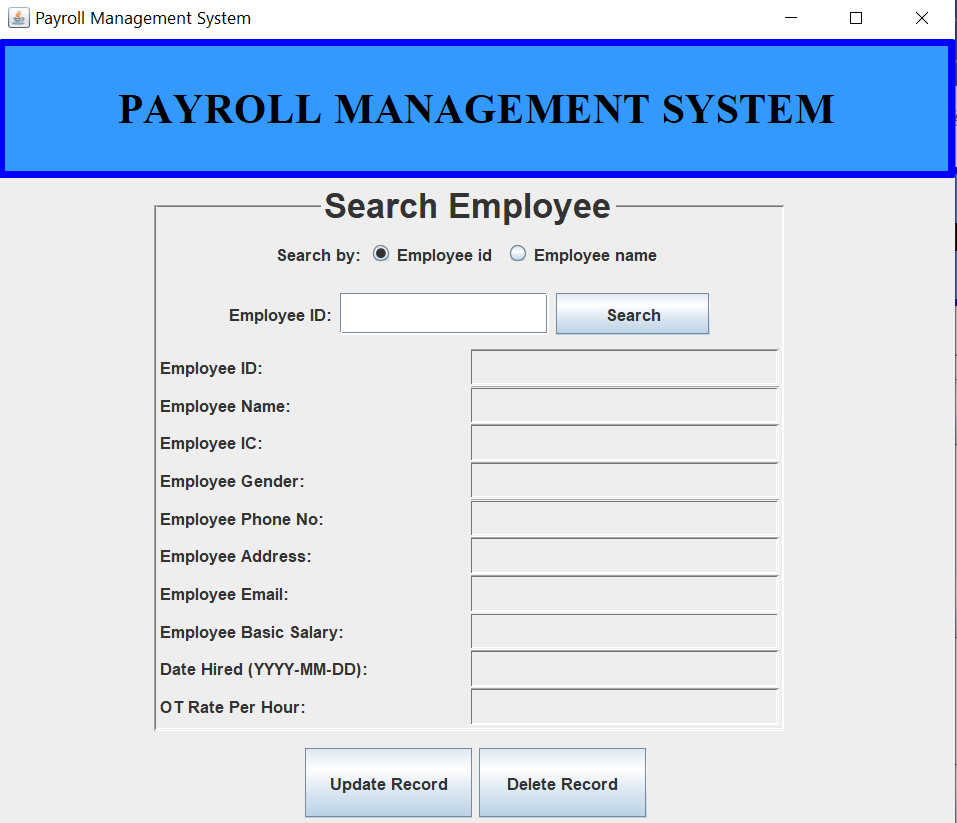 Payroll Management System
PAYROLL MANAGEMENT SYSTEM
Search Employee
Search by: Employee id Employee name
Employee ID: Search
Employee ID:
Employee Name:
Employee IC:
Employee Gender:
Employee Phone No:
Employee Address:
Employee Email:
Employee Basic Salary:
Date Hired (YYYY-MM-DD):
OT Rate Per Hour:
Update Record Delete Record